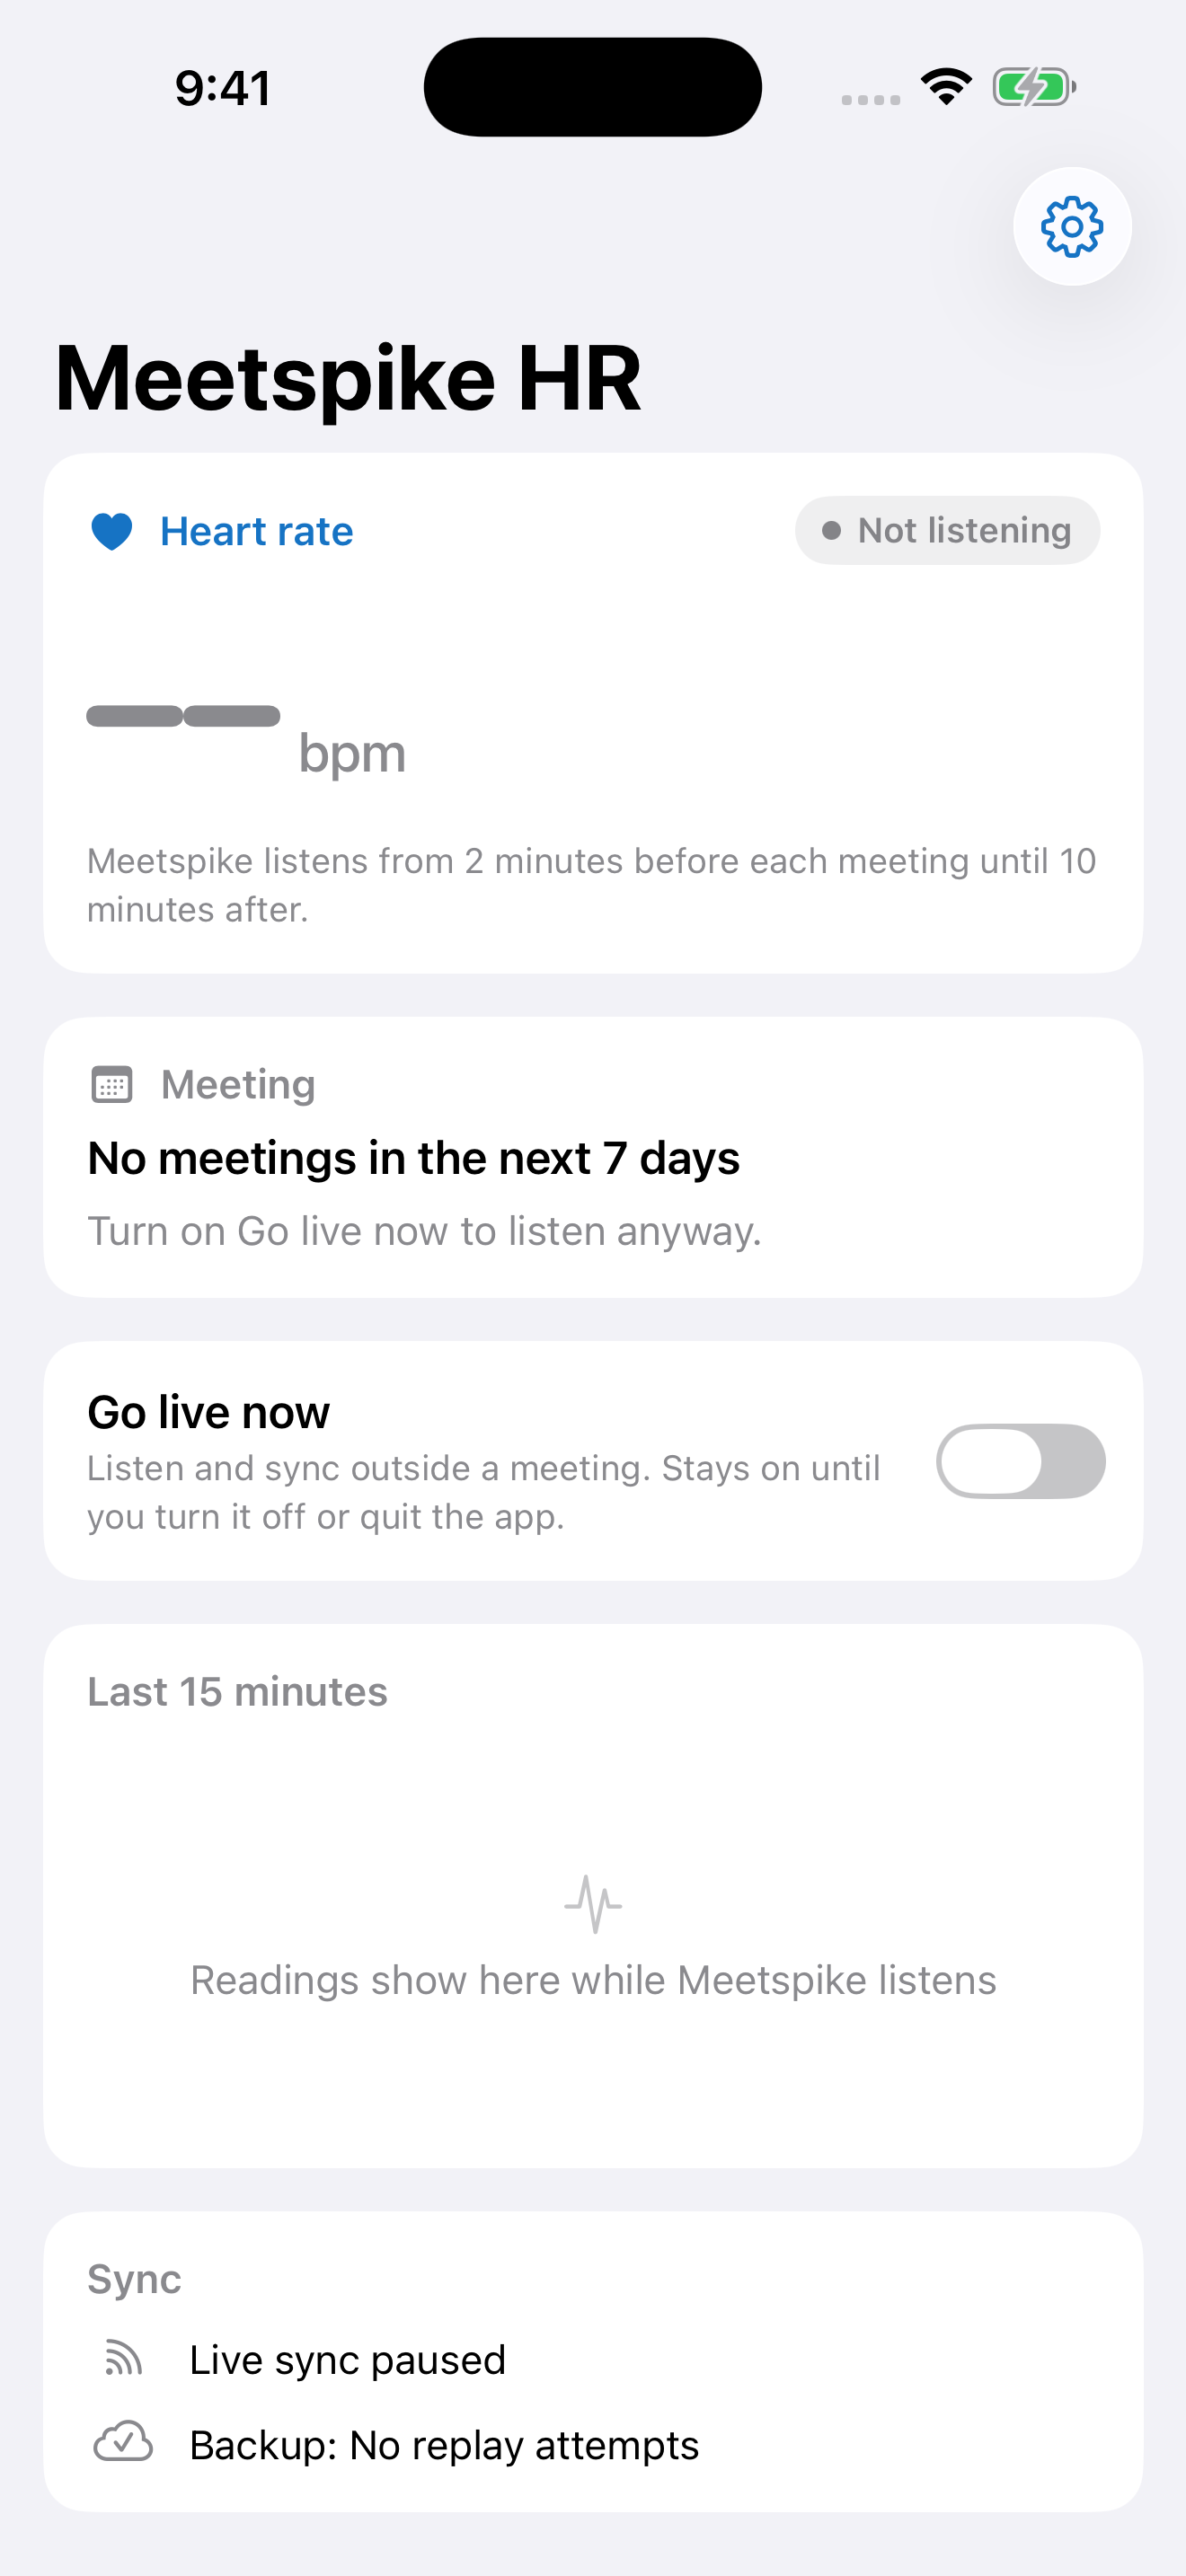 9:41
Meetspike HR
Heart rate
Not listening
-- bpm
Meetspike listens from 2 minutes before each meeting until 10
minutes after.
Meeting
No meetings in the next 7 days
Turn on Go live now to listen anyway.
Go live now
Listen and sync outside a meeting. Stays on until
you turn it off or quit the app.
Last 15 minutes
Readings show here while Meetspike listens
Sync
Live sync paused
Backup: No replay attempts